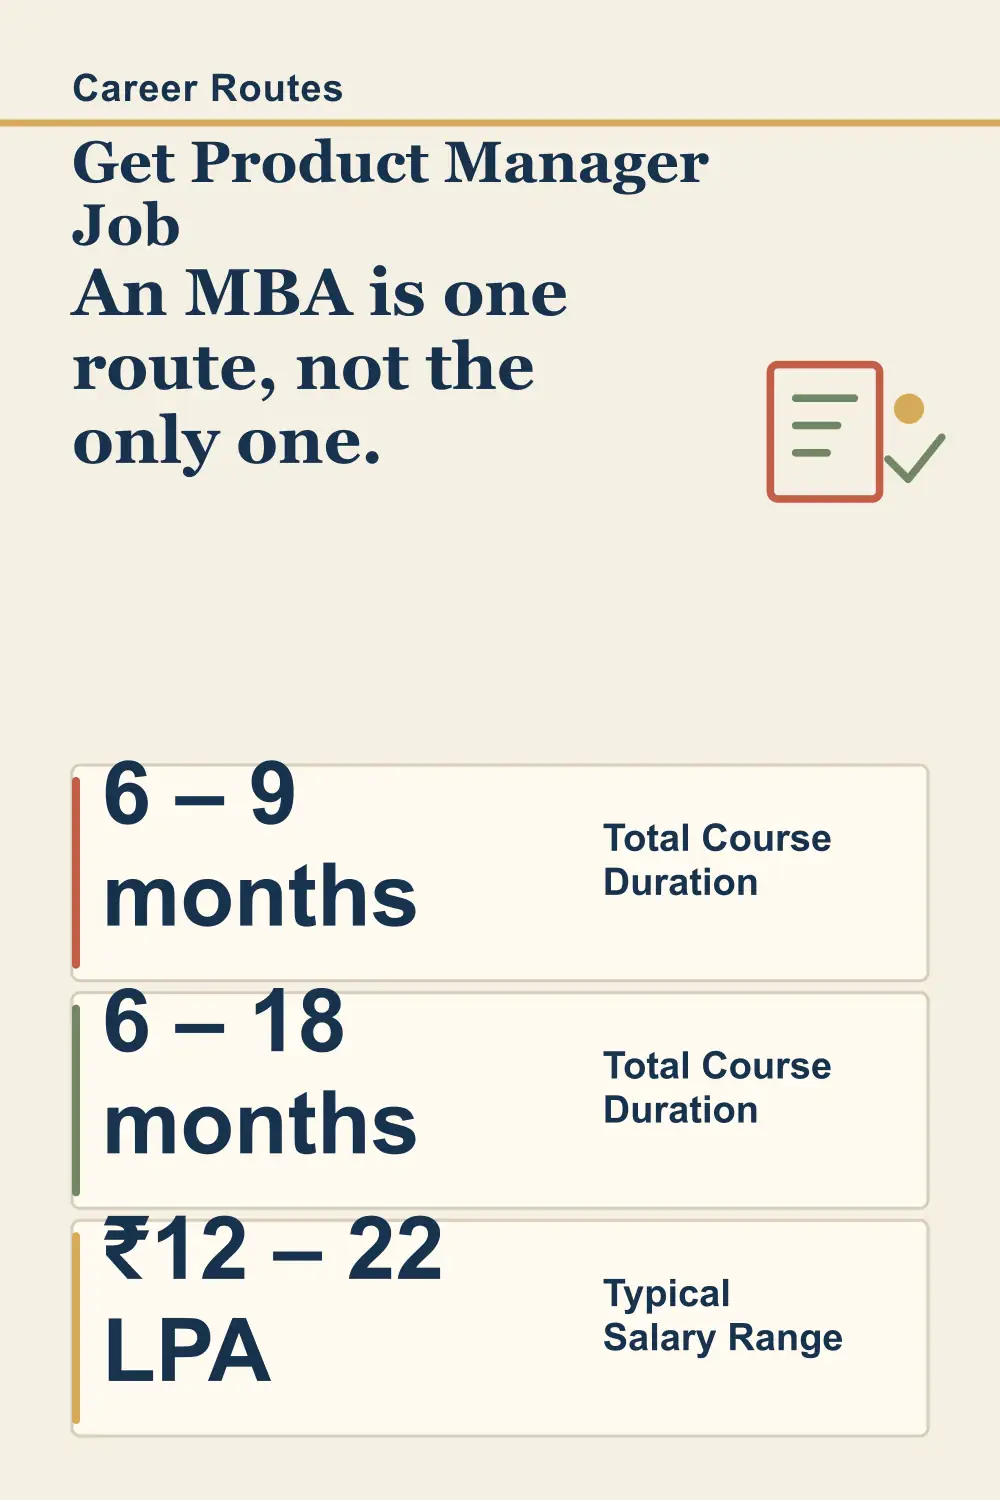 Career Routes
Get Product Manager
Job
An MBA is one
route, not the
only one.
6 – 9
months
Total Course
Duration
6 – 18
months
Total Course
Duration
₹12 – 22
LPA
Typical
Salary Range